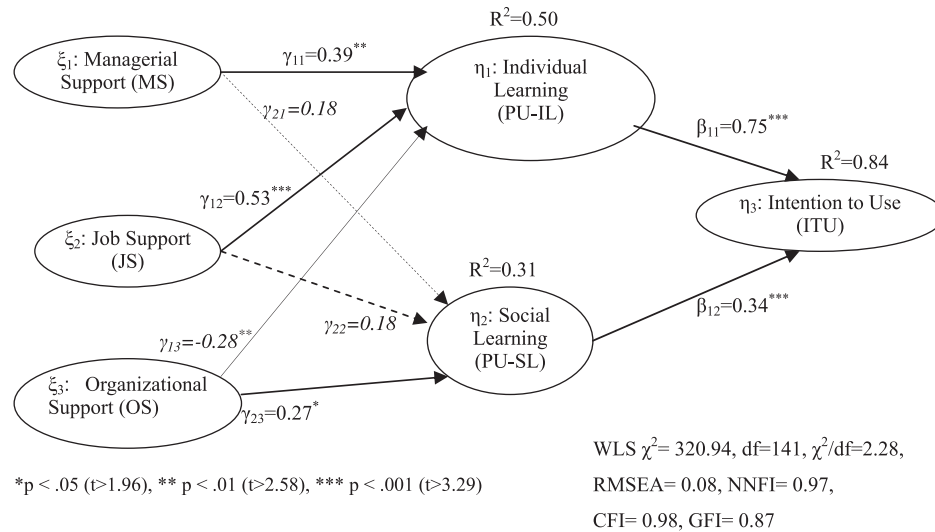 R²=0.50
ξ₁: Managerial
Support (MS)
γ₁₁=0.39**
η₁: Individual
Learning
(PU-IL)
γ₂₁=0.18
β₁₁=0.75***
R²=0.84
γ₁₂=0.53***
η₃: Intention to Use
(ITU)
ξ₂: Job Support
(JS)
R²=0.31
γ₂₂=0.18
η₂: Social
Learning
(PU-SL)
β₁₂=0.34***
γ₁₃=-0.28**
ξ₃: Organizational
Support (OS)
γ₂₃=0.27*
WLS χ²= 320.94, df=141, χ²/df=2.28,
*p < .05 (t>1.96), ** p < .01 (t>2.58), *** p < .001 (t>3.29)
RMSEA= 0.08, NNFI= 0.97,
CFI= 0.98, GFI= 0.87